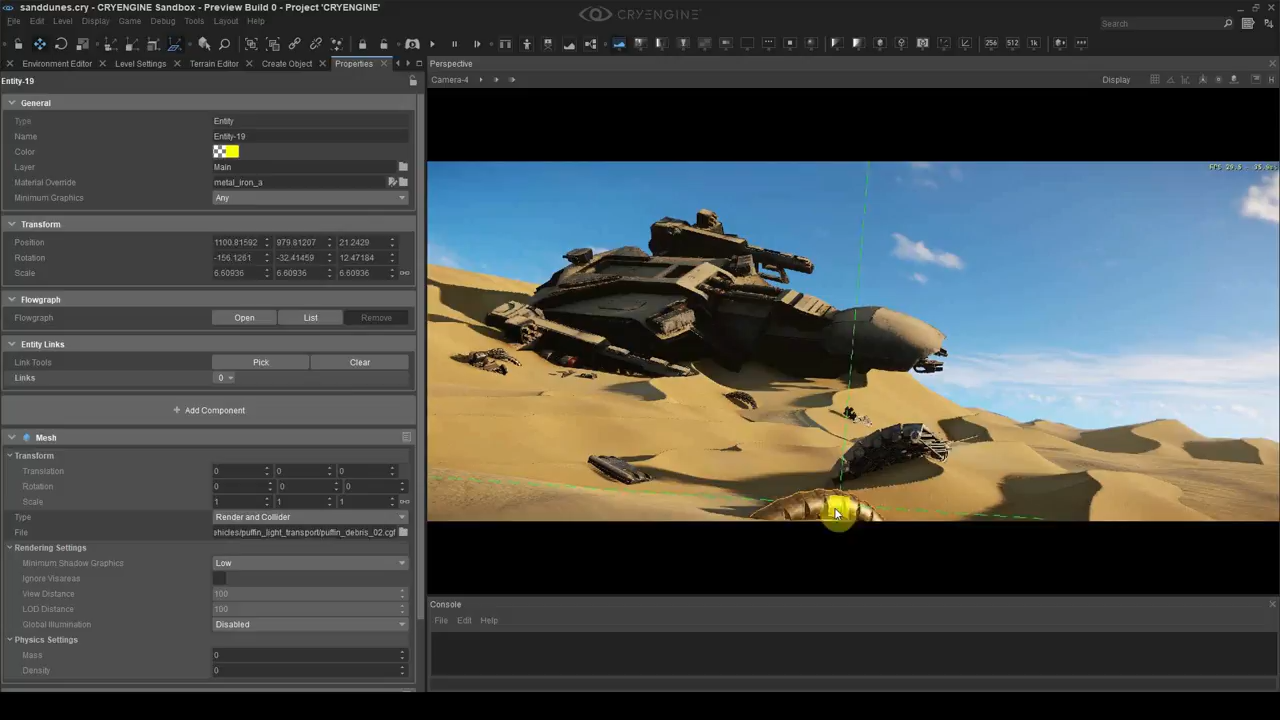 sanddunes.cry - CRYENGINE Sandbox - Preview Build 0 - Project 'CRYENGINE'
CRYENGINE
File Edit Level Display Game Debug Tools Layout Help
Search
256 512 1k
Environment Editor Level Settings Terrain Editor Create Object Properties
Perspective
Entity-19
Camera-4
Display
H
General
Type Entity
Name Entity-19
Color
Layer Main
Material Override metal_iron_a
Minimum Graphics Any
Transform
Position 1100.81592 979.81207 21.2429
Rotation -156.1261 -32.41459 12.47184
Scale 6.60936 6.60936 6.60936
Flowgraph
Flowgraph Open List Remove
Entity Links
Link Tools Pick Clear
Links 0
+ Add Component
Mesh
Transform
Translation 0 0 0
Rotation 0 0 0
Scale 1 1 1
Type Render and Collider
File ehicles/puffin_light_transport/puffin_debris_02.cgf
Rendering Settings
Minimum Shadow Graphics Low
Ignore Visareas
View Distance 100
LOD Distance 100
Global Illumination Disabled
Physics Settings
Mass 0
Density 0
Console
File Edit Help